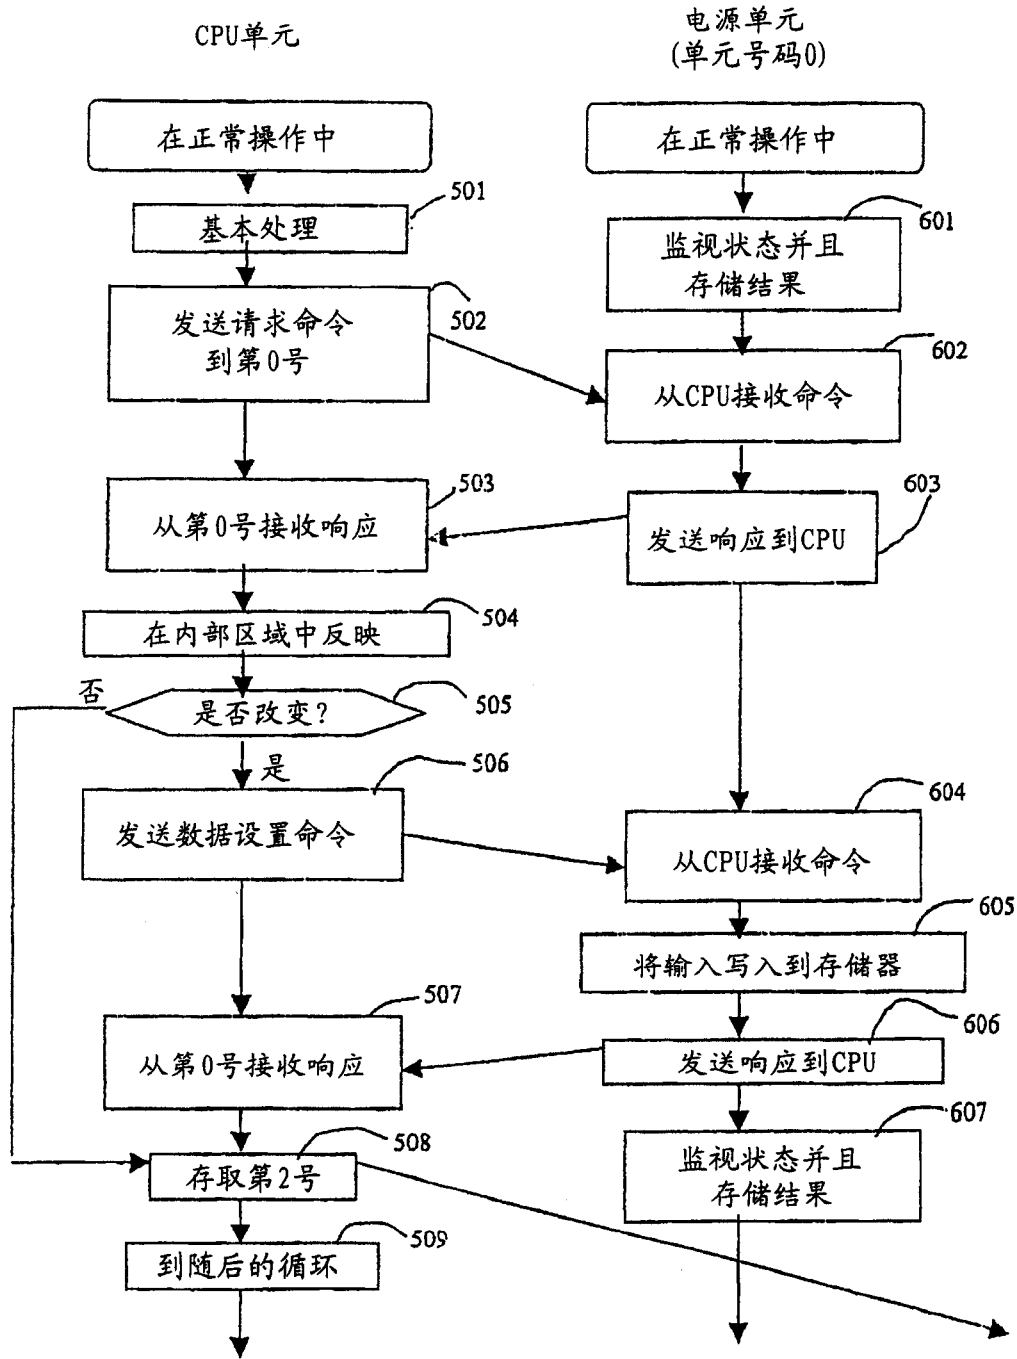 CPU单元
在正常操作中
501
基本处理
502
发送请求命令
到第0号
503
从第0号接收响应
504
在内部区域中反映
否
505
是否改变?
是
506
发送数据设置命令
507
从第0号接收响应
508
存取第2号
509
到随后的循环
电源单元
(单元号码0)
在正常操作中
601
监视状态并且
存储结果
602
从CPU接收命令
603
发送响应到CPU
604
从CPU接收命令
605
将输入写入到存储器
606
发送响应到CPU
607
监视状态并且
存储结果